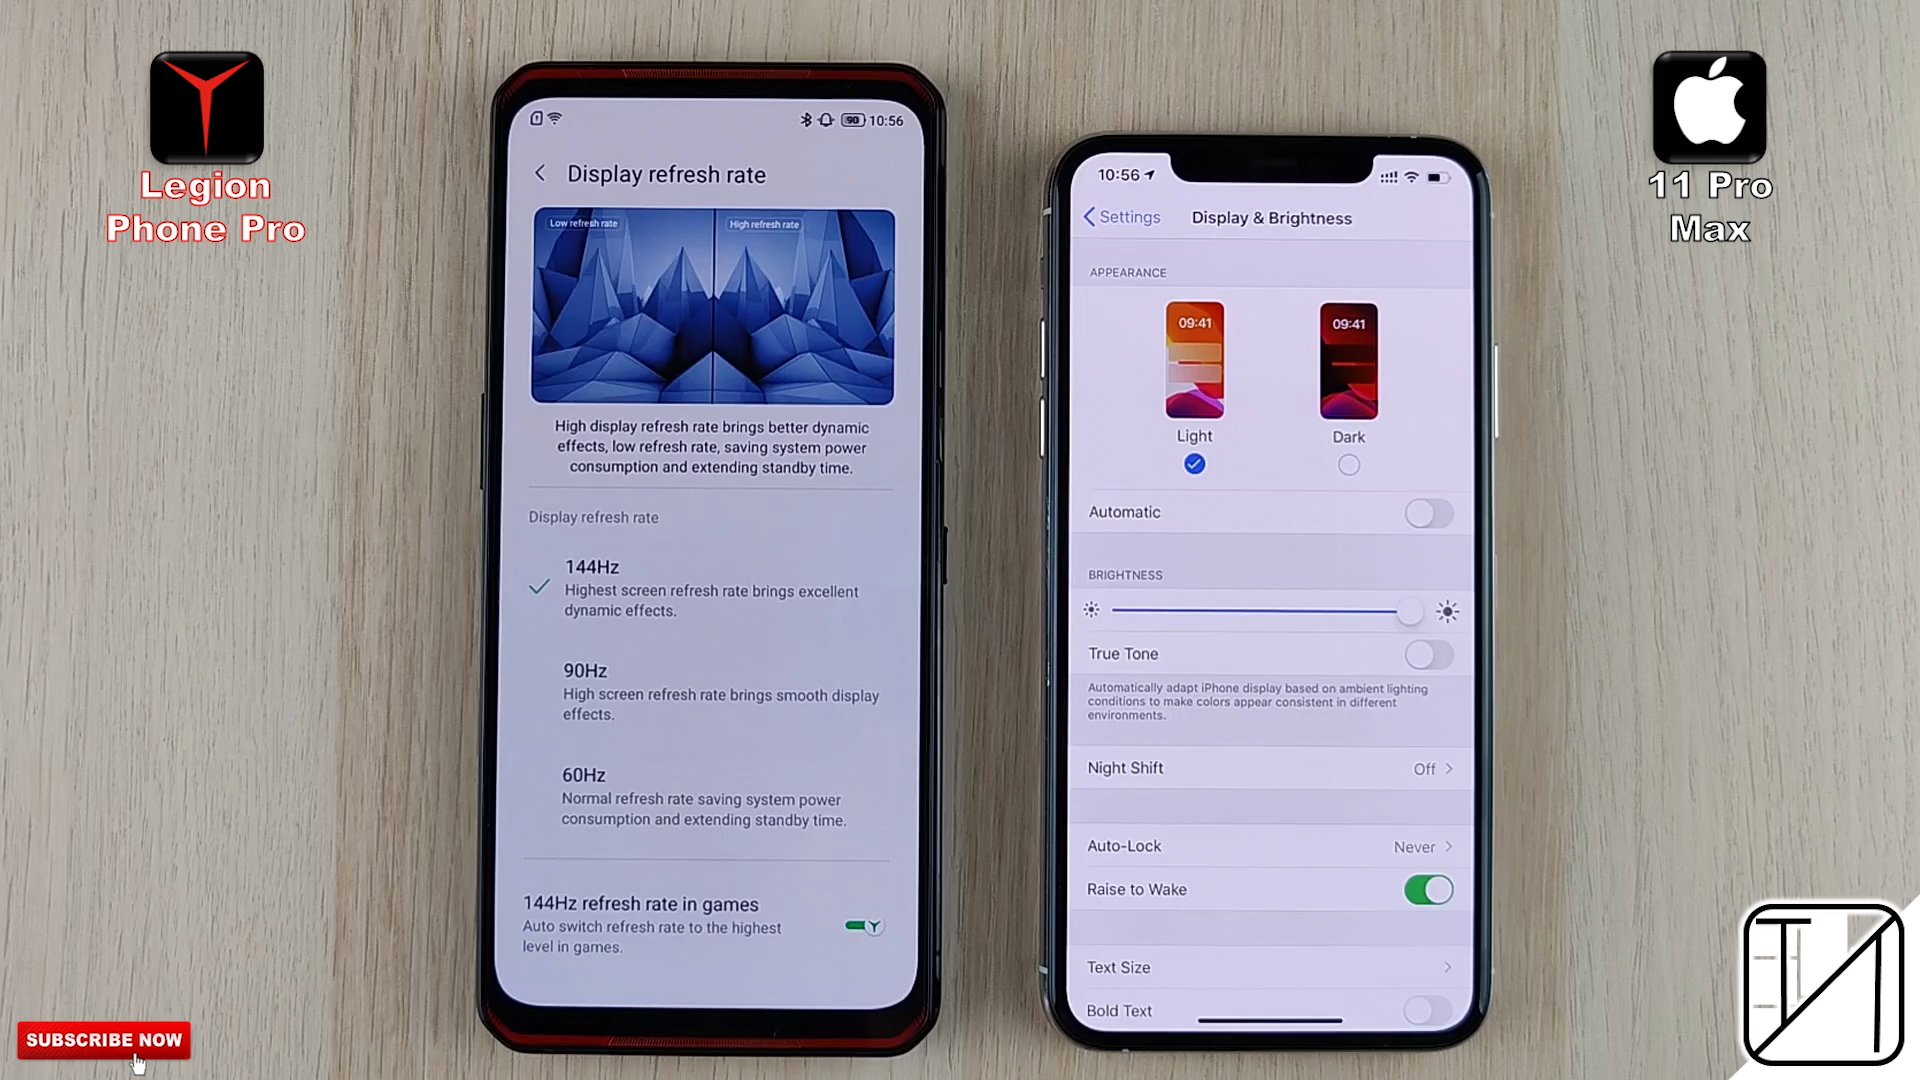 Legion
Phone Pro
11 Pro
Max
90
10:56
Display refresh rate
Low refresh rate
High refresh rate
High display refresh rate brings better dynamic
effects, low refresh rate, saving system power
consumption and extending standby time.
Display refresh rate
144Hz
Highest screen refresh rate brings excellent
dynamic effects.
90Hz
High screen refresh rate brings smooth display
effects.
60Hz
Normal refresh rate saving system power
consumption and extending standby time.
144Hz refresh rate in games
Auto switch refresh rate to the highest
level in games.
10:56
Settings
Display & Brightness
APPEARANCE
09:41
09:41
Light
Dark
Automatic
BRIGHTNESS
True Tone
Automatically adapt iPhone display based on ambient lighting
conditions to make colors appear consistent in different
environments.
Night Shift
Off
Auto-Lock
Never
Raise to Wake
Text Size
Bold Text
SUBSCRIBE NOW